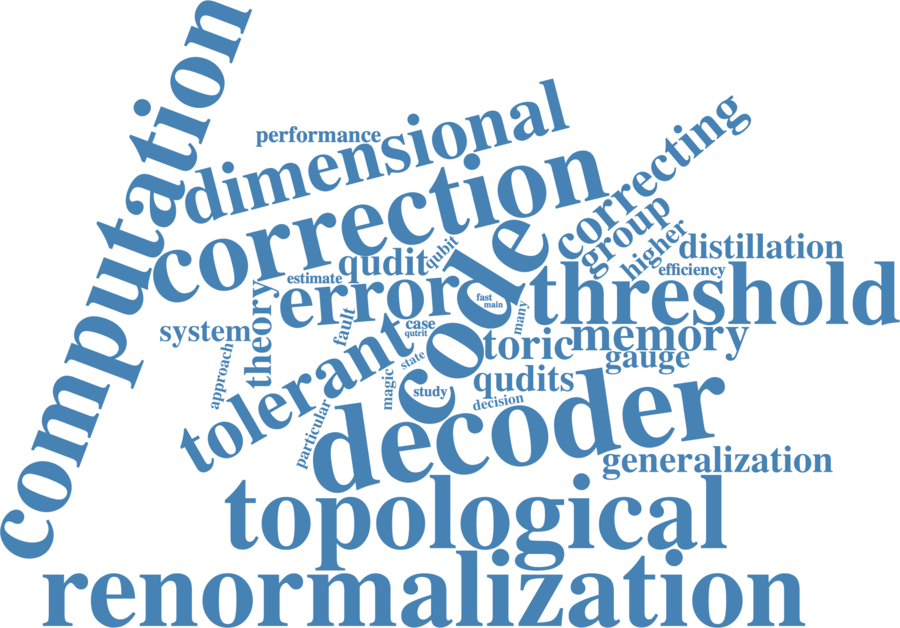 computation
performance
dimensional
correction
correcting
group
higher
distillation
efficiency
qudit
qubit
estimate
error
decode
fast
main
many
threshold
theory
system
fault
case
qutrit
toric
memory
gauge
tolerant
state
approach
magic
study
qudits
decision
particular
decoder
generalization
topological
renormalization